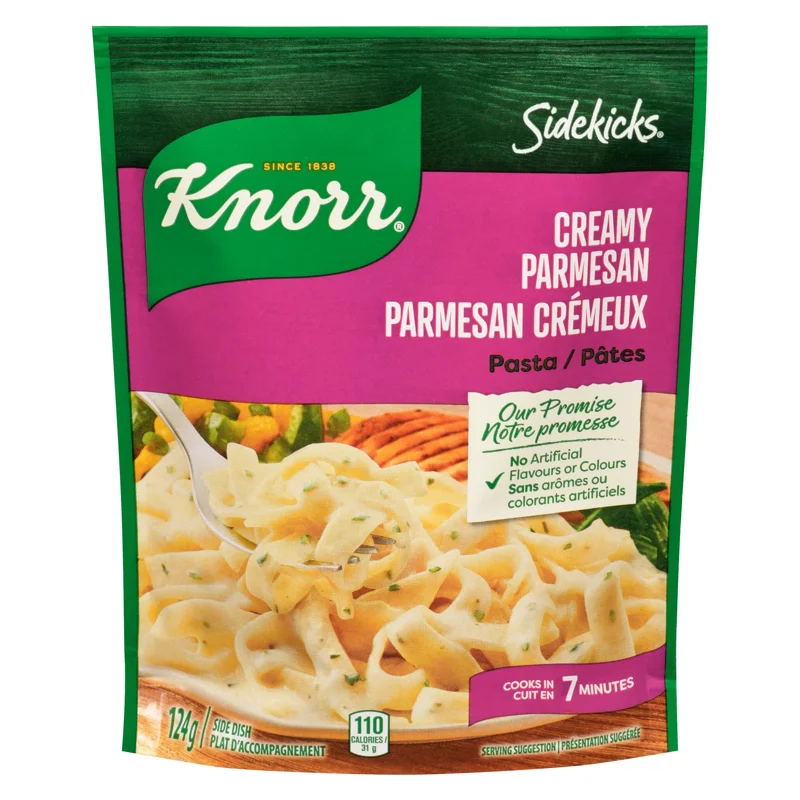 SINCE 1838
Knorr®
Sidekicks®
CREAMY
PARMESAN
PARMESAN CRÉMEUX
Pasta / Pâtes
Our Promise
Notre promesse
No Artificial
Flavours or Colours
Sans arômes ou
colorants artificiels
COOKS IN
CUIT EN
7 MINUTES
124g
SIDE DISH
PLAT D'ACCOMPAGNEMENT
110
CALORIES /
31 g
SERVING SUGGESTION | PRÉSENTATION SUGGÉRÉE